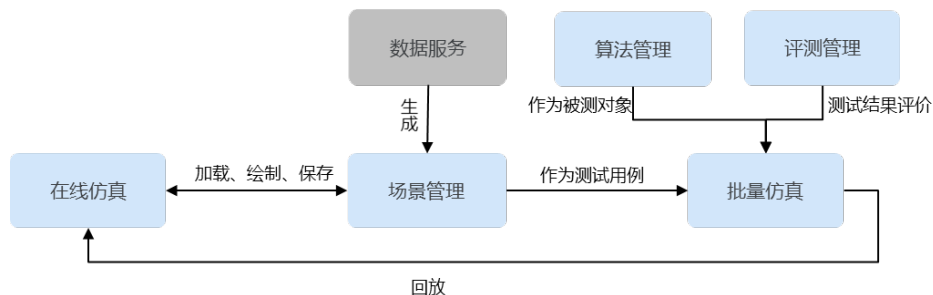 数据服务
算法管理
评测管理
生成
作为被测对象
测试结果评价
在线仿真
加载、绘制、保存
场景管理
作为测试用例
批量仿真
回放